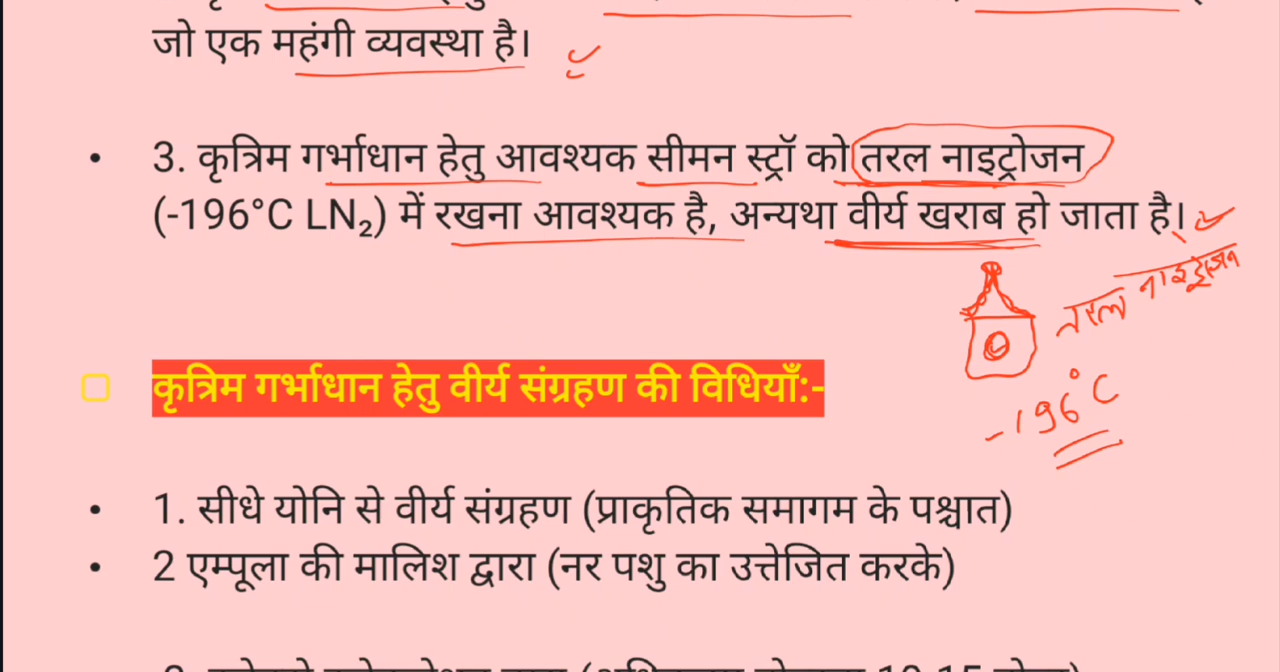 जो एक महंगी व्यवस्था है।
• 3. कृत्रिम गर्भाधान हेतु आवश्यक सीमन स्ट्रॉ को तरल नाइट्रोजन
(-196°C LN₂) में रखना आवश्यक है, अन्यथा वीर्य खराब हो जाता है।
तरल नाइट्रोजन
-196°C
कृत्रिम गर्भाधान हेतु वीर्य संग्रहण की विधियाँ:-
• 1. सीधे योनि से वीर्य संग्रहण (प्राकृतिक समागम के पश्चात)
• 2 एम्पूला की मालिश द्वारा (नर पशु का उत्तेजित करके)